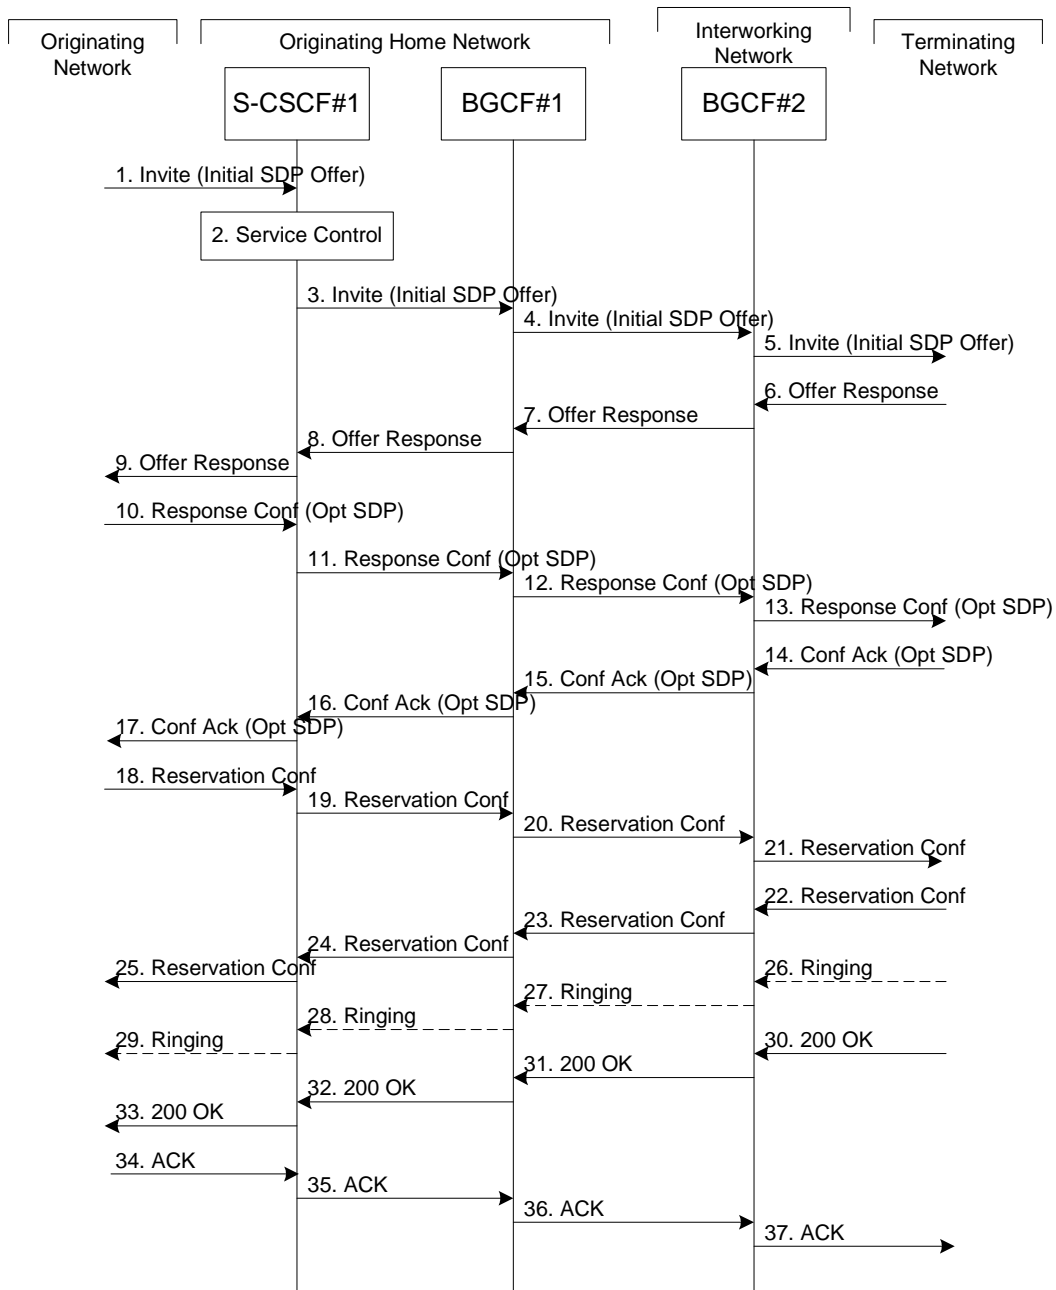 Originating
Network
Originating Home Network
Interworking
Network
Terminating
Network
S-CSCF#1
BGCF#1
BGCF#2
1. Invite (Initial SDP Offer)
2. Service Control
3. Invite (Initial SDP Offer)
4. Invite (Initial SDP Offer)
5. Invite (Initial SDP Offer)
6. Offer Response
7. Offer Response
8. Offer Response
9. Offer Response
10. Response Conf (Opt SDP)
11. Response Conf (Opt SDP)
12. Response Conf (Opt SDP)
13. Response Conf (Opt SDP)
14. Conf Ack (Opt SDP)
15. Conf Ack (Opt SDP)
16. Conf Ack (Opt SDP)
17. Conf Ack (Opt SDP)
18. Reservation Conf
19. Reservation Conf
20. Reservation Conf
21. Reservation Conf
22. Reservation Conf
23. Reservation Conf
24. Reservation Conf
25. Reservation Conf
26. Ringing
27. Ringing
28. Ringing
29. Ringing
30. 200 OK
31. 200 OK
32. 200 OK
33. 200 OK
34. ACK
35. ACK
36. ACK
37. ACK